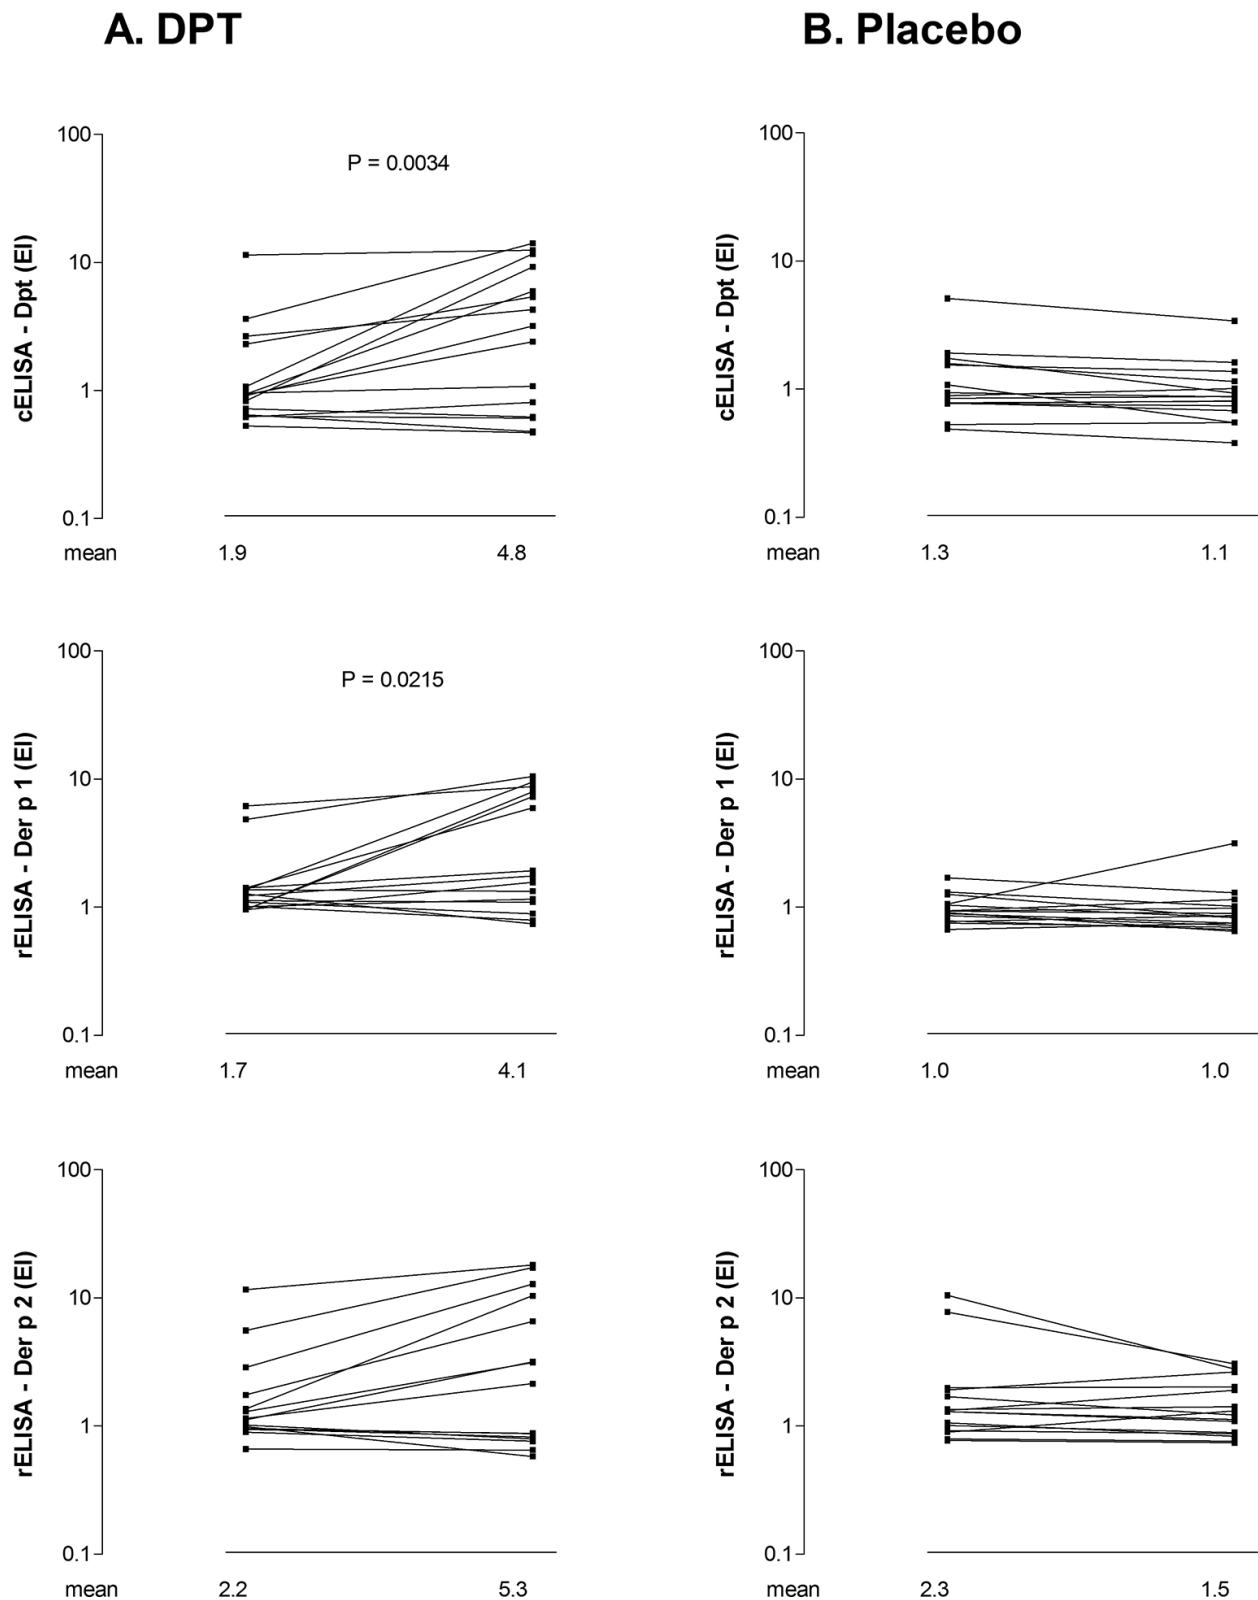 A. DPT
B. Placebo
cELISA - Dpt (EI)
100
10
1
0.1
P = 0.0034
mean 1.9 4.8
cELISA - Dpt (EI)
100
10
1
0.1
mean 1.3 1.1
rELISA - Der p 1 (EI)
100
10
1
0.1
P = 0.0215
mean 1.7 4.1
rELISA - Der p 1 (EI)
100
10
1
0.1
mean 1.0 1.0
rELISA - Der p 2 (EI)
100
10
1
0.1
mean 2.2 5.3
rELISA - Der p 2 (EI)
100
10
1
0.1
mean 2.3 1.5